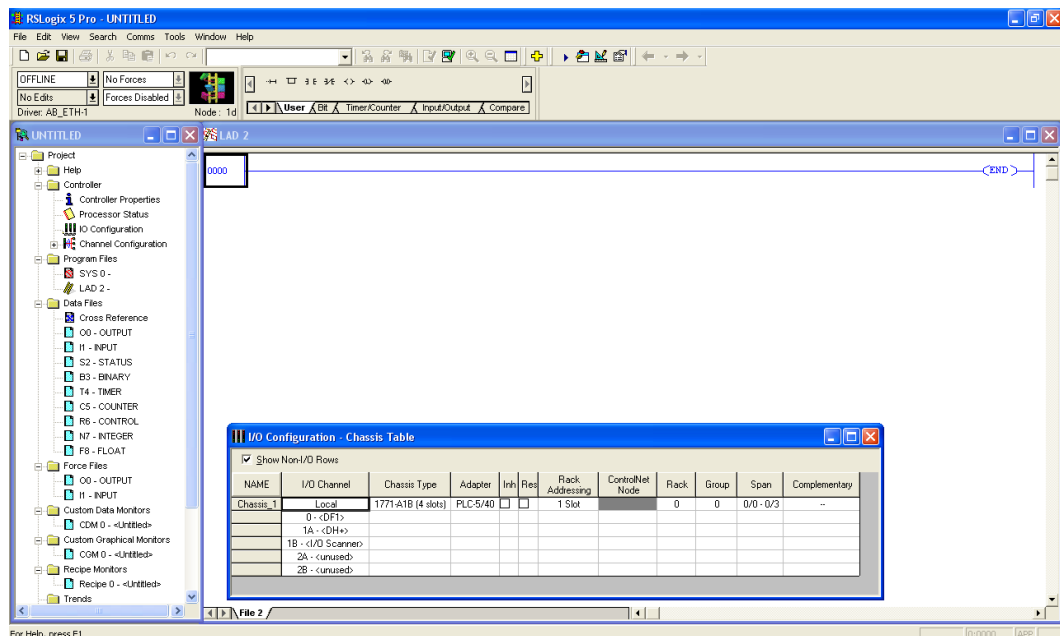 RSLogix 5 Pro - UNTITLED
File Edit View Search Comms Tools Window Help
OFFLINE No Forces
No Edits Forces Disabled
Driver: AB_ETH-1 Node: 1d
User Bit Timer/Counter Input/Output Compare
UNTITLED
Project
Help
Controller
Controller Properties
Processor Status
IO Configuration
Channel Configuration
Program Files
SYS 0 -
LAD 2 -
Data Files
Cross Reference
O0 - OUTPUT
I1 - INPUT
S2 - STATUS
B3 - BINARY
T4 - TIMER
C5 - COUNTER
R6 - CONTROL
N7 - INTEGER
F8 - FLOAT
Force Files
O0 - OUTPUT
I1 - INPUT
Custom Data Monitors
CDM 0 - <Untitled>
Custom Graphical Monitors
CGM 0 - <Untitled>
Recipe Monitors
Recipe 0 - <Untitled>
Trends
LAD 2
0000 END
I/O Configuration - Chassis Table
Show Non-I/O Rows
NAME I/O Channel Chassis Type Adapter Inh Res Rack Addressing ControlNet Node Rack Group Span Complementary
Chassis_1 Local 1771-A1B (4 slots) PLC-5/40 1 Slot 0 0 0/0 - 0/3 --
0 - <DF1>
1A - <DH+>
1B - <I/O Scanner>
2A - <unused>
2B - <unused>
File 2
For Help, press F1 0:0000 APP